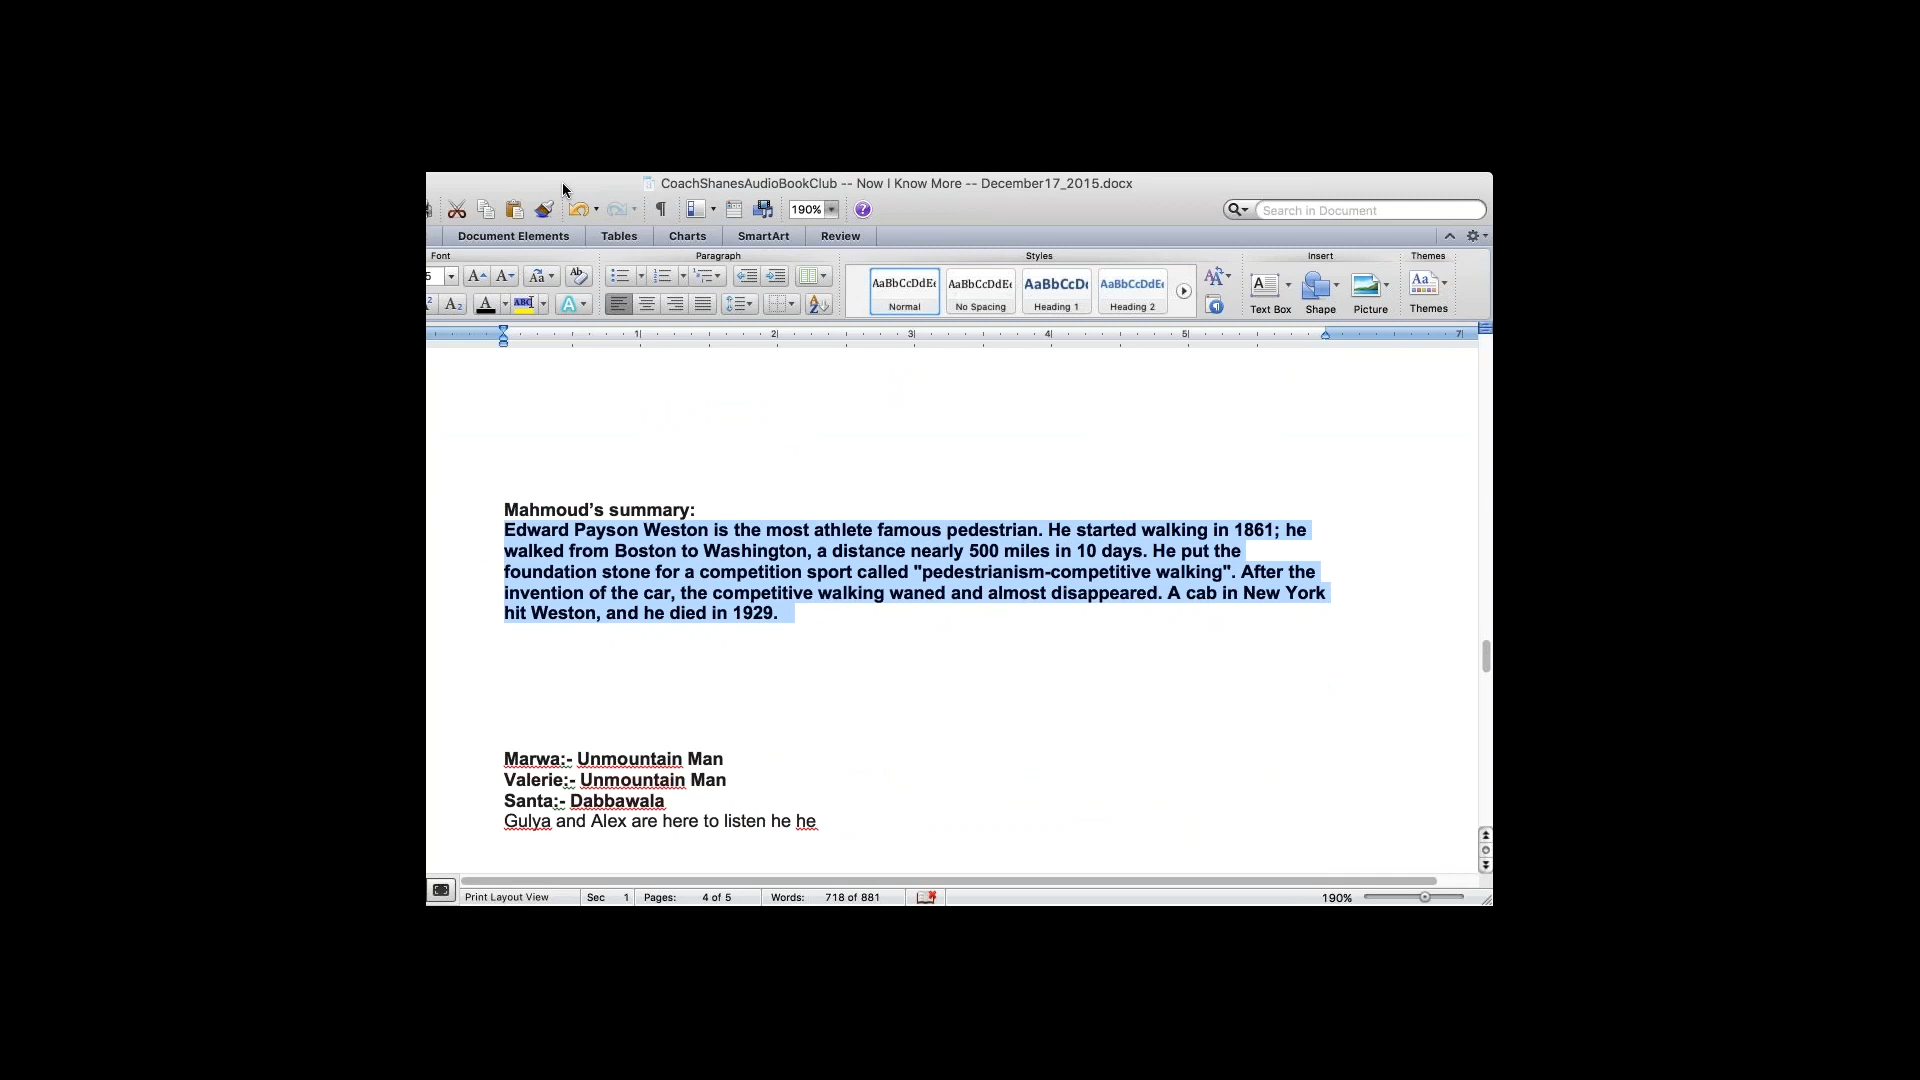 CoachShanesAudioBookClub -- Now I Know More -- December17_2015.docx
190%
Search in Document
Document Elements Tables Charts SmartArt Review
Font Paragraph Styles Insert Themes
AaBbCcDdEe AaBbCcDdEe AaBbCcDc AaBbCcDdEe
Normal No Spacing Heading 1 Heading 2
Text Box Shape Picture Themes
1 2 3 4 5 7
Mahmoud’s summary:
Edward Payson Weston is the most athlete famous pedestrian. He started walking in 1861; he
walked from Boston to Washington, a distance nearly 500 miles in 10 days. He put the
foundation stone for a competition sport called "pedestrianism-competitive walking". After the
invention of the car, the competitive walking waned and almost disappeared. A cab in New York
hit Weston, and he died in 1929.
Marwa:- Unmountain Man
Valerie:- Unmountain Man
Santa:- Dabbawala
Gulya and Alex are here to listen he he
Print Layout View Sec 1 Pages: 4 of 5 Words: 718 of 881 190%